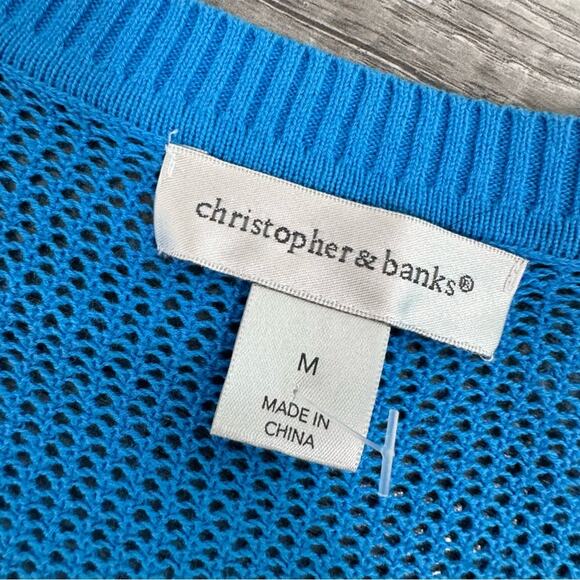 christopher & banks®
M
MADE IN
CHINA